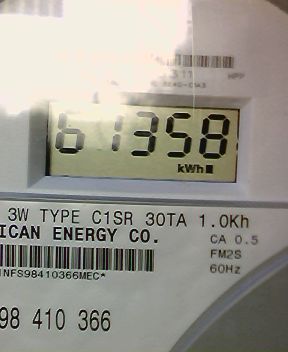 61358
kWh
3W TYPE C1SR 30TA 1.0Kh
ICAN ENERGY CO.
CA 0.5
FM2S
60Hz
INFS98410366MEC*
98 410 366